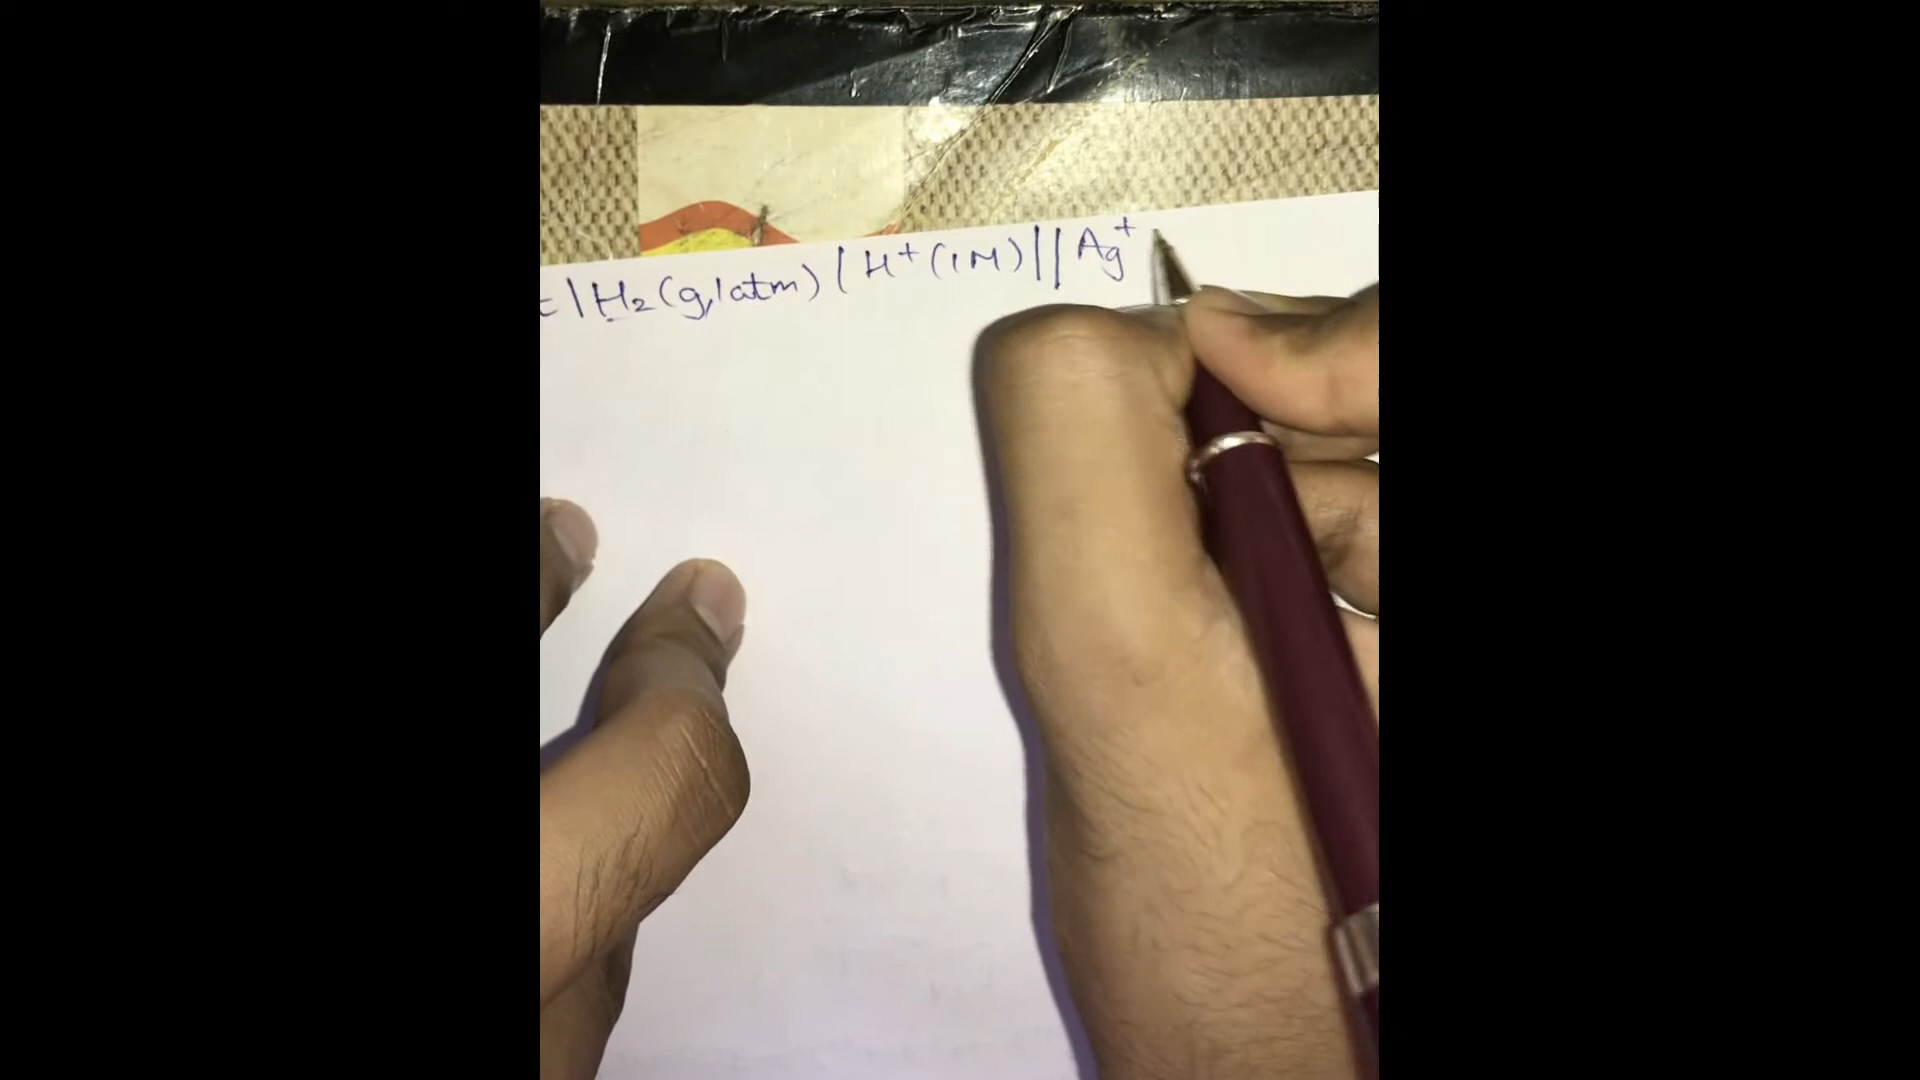 t | H₂(g, 1atm) | H⁺(1M) || Ag⁺